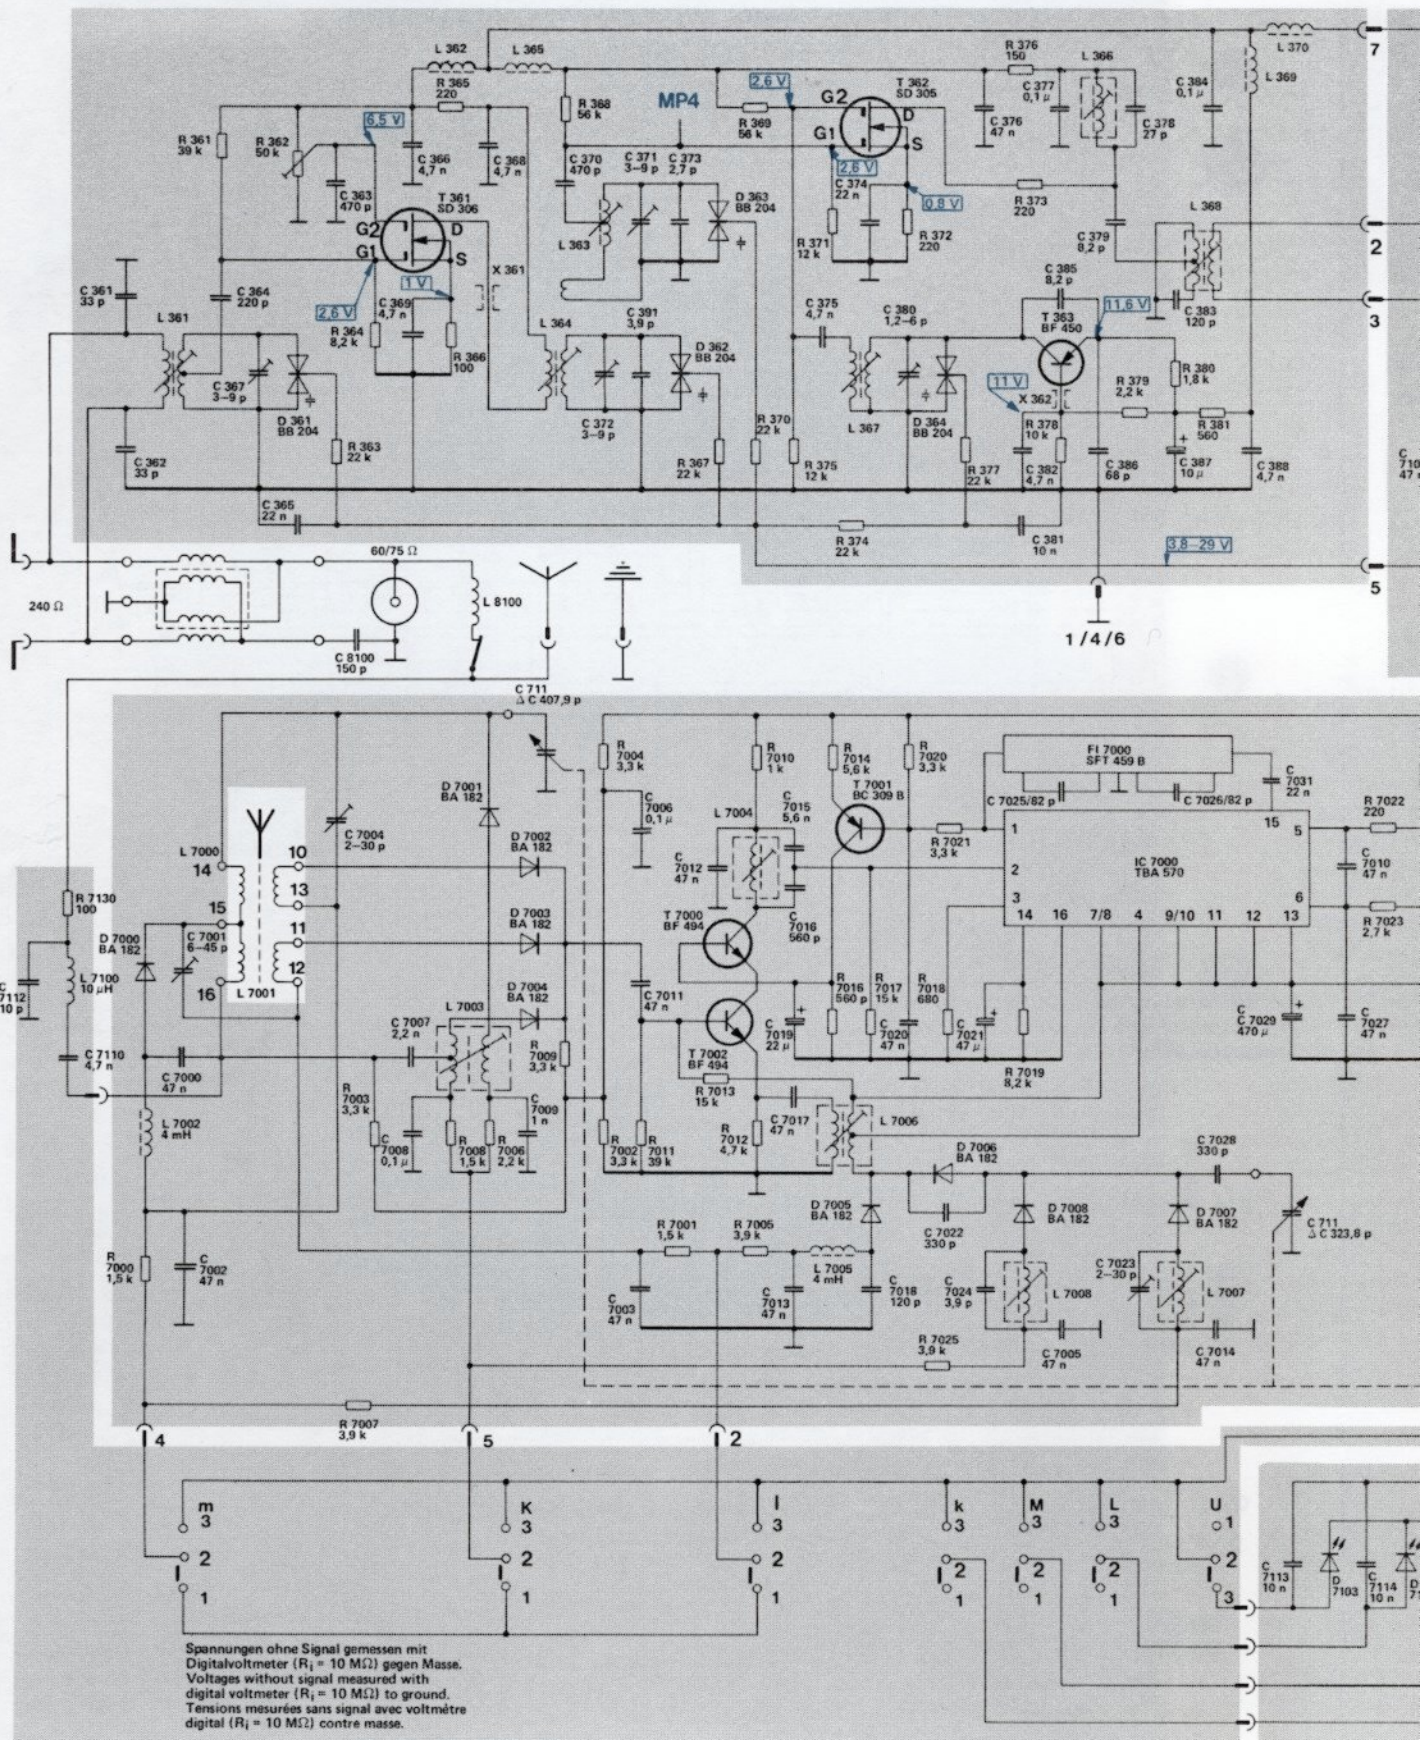 L 362
L 365
L 370
7
R 376
150
L 366
R 365
220
2,6 V
T 362
SD 305
C 377
0,1 µ
C 384
0,1 µ
L 369
R 368
56 k
MP4
G2
D
G1
S
R 361
39 k
R 362
50 k
6,5 V
R 369
56 k
C 376
47 n
C 378
27 p
C 366
4,7 n
C 368
4,7 n
C 370
470 p
C 371
3–9 p
C 373
2,7 p
2,6 V
C 363
470 p
T 361
SD 306
D 363
BB 204
C 374
22 n
0,8 V
R 373
220
L 368
G2
D
G1
S
L 363
R 371
12 k
R 372
220
C 379
8,2 p
2
C 361
33 p
C 364
220 p
1 V
X 361
C 385
8,2 p
2,6 V
C 369
4,7 n
C 391
3,9 p
C 375
4,7 n
C 380
1,2–6 p
T 363
BF 450
11,6 V
C 383
120 p
3
L 361
R 364
8,2 k
R 366
100
L 364
D 362
BB 204
C 367
3–9 p
11 V
X 362
R 379
2,2 k
R 380
1,8 k
D 361
BB 204
C 372
3–9 p
R 370
22 k
L 367
D 364
BB 204
R 378
10 k
R 381
560
C 362
33 p
R 363
22 k
R 367
22 k
R 375
12 k
R 377
22 k
C 382
4,7 n
C 386
68 p
C 387
10 µ
C 388
4,7 n
C 365
22 n
R 374
22 k
C 381
10 n
3,8–29 V
5
60/75 Ω
240 Ω
L 8100
C 8100
150 p
1/4/6
C 711
Δ C 407,9 p
R
7004
3,3 k
R
7010
1 k
R
7014
5,6 k
R
7020
3,3 k
FI 7000
SFT 459 B
D 7001
BA 182
C
7006
0,1 µ
L 7004
C
7015
5,6 n
T 7001
BC 309 B
C 7025/82 p
C 7026/82 p
C
7031
22 n
R 7022
220
C 7004
2–30 p
D 7002
BA 182
R 7021
3,3 k
1
15
5
L 7000
14
10
13
C
7012
47 n
2
IC 7000
TBA 570
C
7010
47 n
3
6
R 7130
100
15
11
D 7003
BA 182
T 7000
BF 494
C
7016
560 p
14
16
7/8
4
9/10
11
12
13
R 7023
2,7 k
D 7000
BA 182
C 7001
6–45 p
12
16
L 7001
L 7100
10 µH
C
7112
10 p
D 7004
BA 182
C 7011
47 n
R
7016
560 p
R
7017
15 k
R
7018
680
C 7007
2,2 n
L 7003
C
7019
22 µ
C
7020
47 n
C
7021
47 µ
C
C 7029
470 µ
C
7027
47 n
R
7009
3,3 k
T 7002
BF 494
R 7019
8,2 k
C 7110
4,7 n
C 7000
47 n
R
7003
3,3 k
R 7013
15 k
C
7009
1 n
C 7017
47 n
L 7006
L 7002
4 mH
C
7008
0,1 µ
R
7008
1,5 k
R
7006
2,2 k
R
7002
3,3 k
R
7011
39 k
R
7012
4,7 k
D 7006
BA 182
C 7028
330 p
D 7005
BA 182
C 7022
330 p
D 7008
BA 182
D 7007
BA 182
C 711
Δ C 323,8 p
R 7001
1,5 k
R 7005
3,9 k
R
7000
1,5 k
C
7002
47 n
L 7005
4 mH
C
7003
47 n
C
7013
47 n
C
7018
120 p
C
7024
3,9 p
L 7008
C 7023
2–30 p
L 7007
R 7025
3,9 k
C 7005
47 n
C 7014
47 n
R 7007
3,9 k
4
5
2
m
3
2
1
K
3
2
1
I
3
2
1
k
3
2
1
M
3
2
1
L
3
2
1
U
1
2
3
C
7113
10 n
D
7103
C
7114
10 n
D
Spannungen ohne Signal gemessen mit
Digitalvoltmeter (Ri = 10 MΩ) gegen Masse.
Voltages without signal measured with
digital voltmeter (Ri = 10 MΩ) to ground.
Tensions mesurées sans signal avec voltmètre
digital (Ri = 10 MΩ) contre masse.